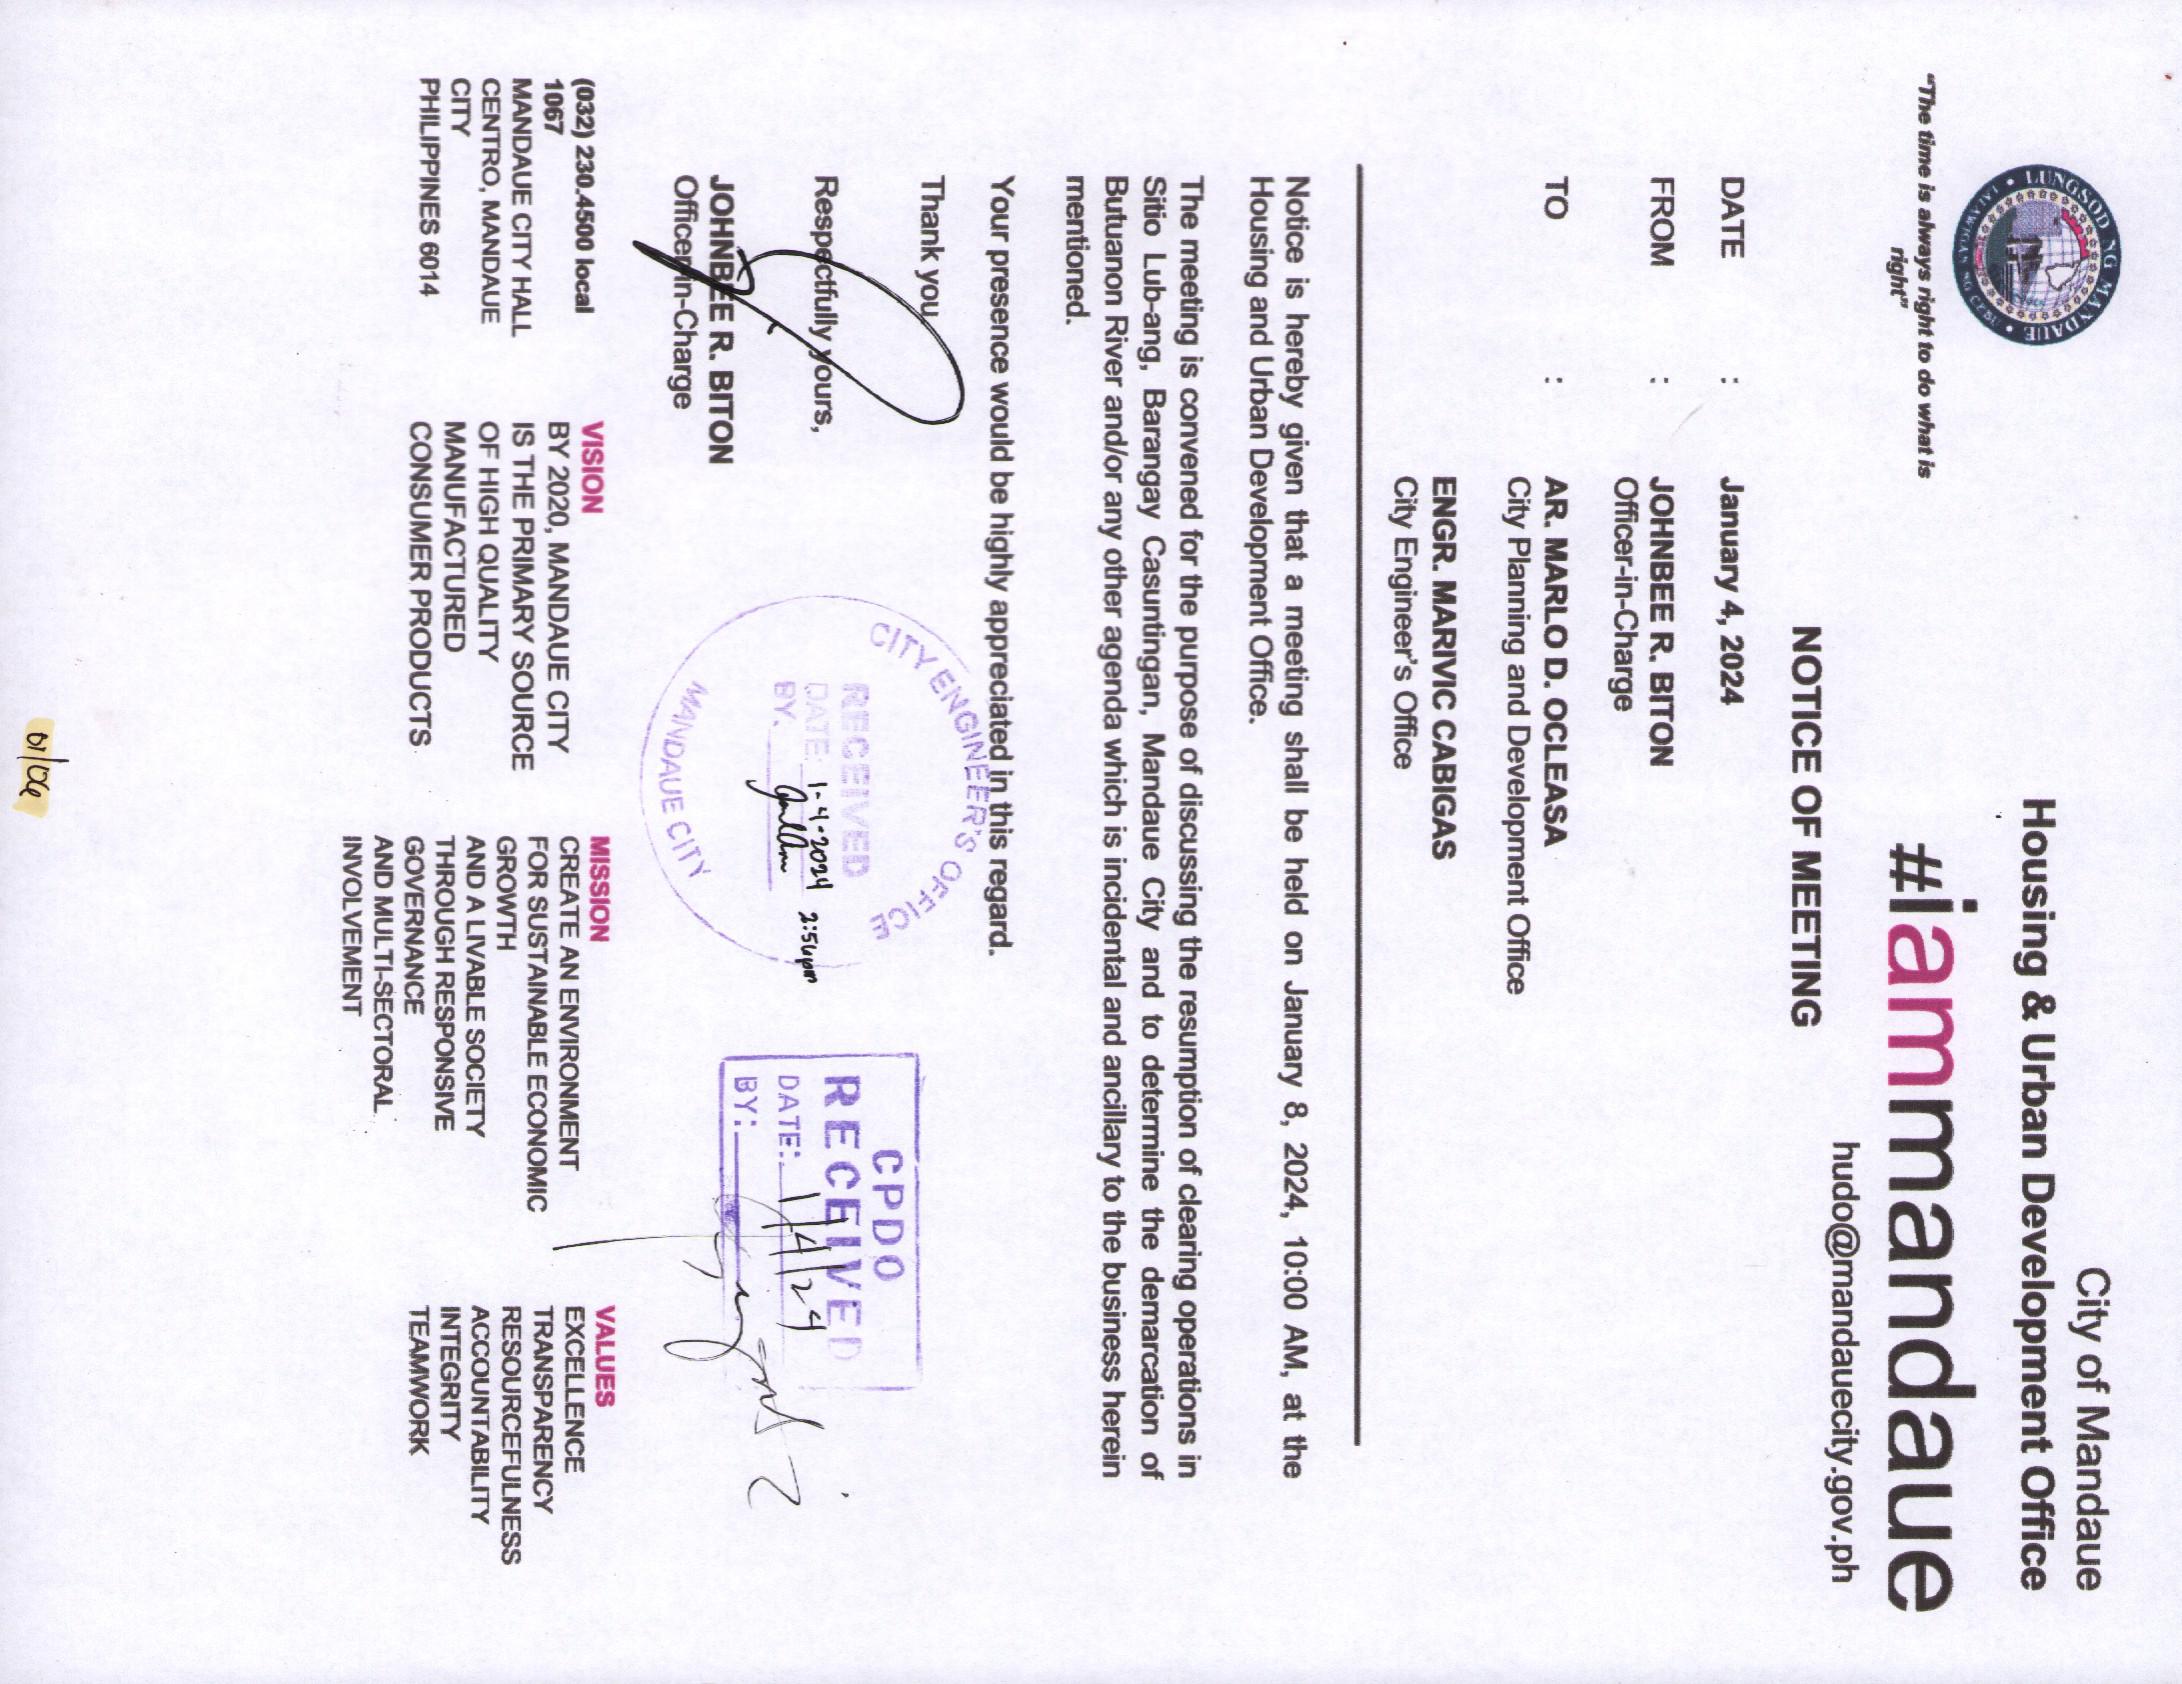 LUNGSOD NG MANDAUE
"The time is always right to do what is
right"
City of Mandaue
Housing & Urban Development Office
#iammandaue
hudo@mandauecity.gov.ph
NOTICE OF MEETING
DATE : January 4, 2024
FROM : JOHNBEE R. BITON
Officer-in-Charge
TO : AR. MARLO D. OCLEASA
City Planning and Development Office
ENGR. MARIVIC CABIGAS
City Engineer's Office
Notice is hereby given that a meeting shall be held on January 8, 2024, 10:00 AM, at the
Housing and Urban Development Office.
The meeting is convened for the purpose of discussing the resumption of clearing operations in
Sitio Lub-ang, Barangay Casuntingan, Mandaue City and to determine the demarcation of
Butuanon River and/or any other agenda which is incidental and ancillary to the business herein
mentioned.
Your presence would be highly appreciated in this regard.
Thank you
Respectfully yours,
JOHNBEE R. BITON
Officer-in-Charge
CITY ENGINEER'S OFFICE
RECEIVED
DATE: 1-4-2024 2:54pm
BY:
MANDAUE CITY
CPDO
RECEIVED
DATE: 1/4/24
BY:
(032) 230.4500 local
1067
MANDAUE CITY HALL
CENTRO, MANDAUE
CITY
PHILIPPINES 6014
VISION
BY 2020, MANDAUE CITY
IS THE PRIMARY SOURCE
OF HIGH QUALITY
MANUFACTURED
CONSUMER PRODUCTS
MISSION
CREATE AN ENVIRONMENT
FOR SUSTAINABLE ECONOMIC
GROWTH
AND A LIVABLE SOCIETY
THROUGH RESPONSIVE
GOVERNANCE
AND MULTI-SECTORAL
INVOLVEMENT
VALUES
EXCELLENCE
TRANSPARENCY
RESOURCEFULNESS
ACCOUNTABILITY
INTEGRITY
TEAMWORK